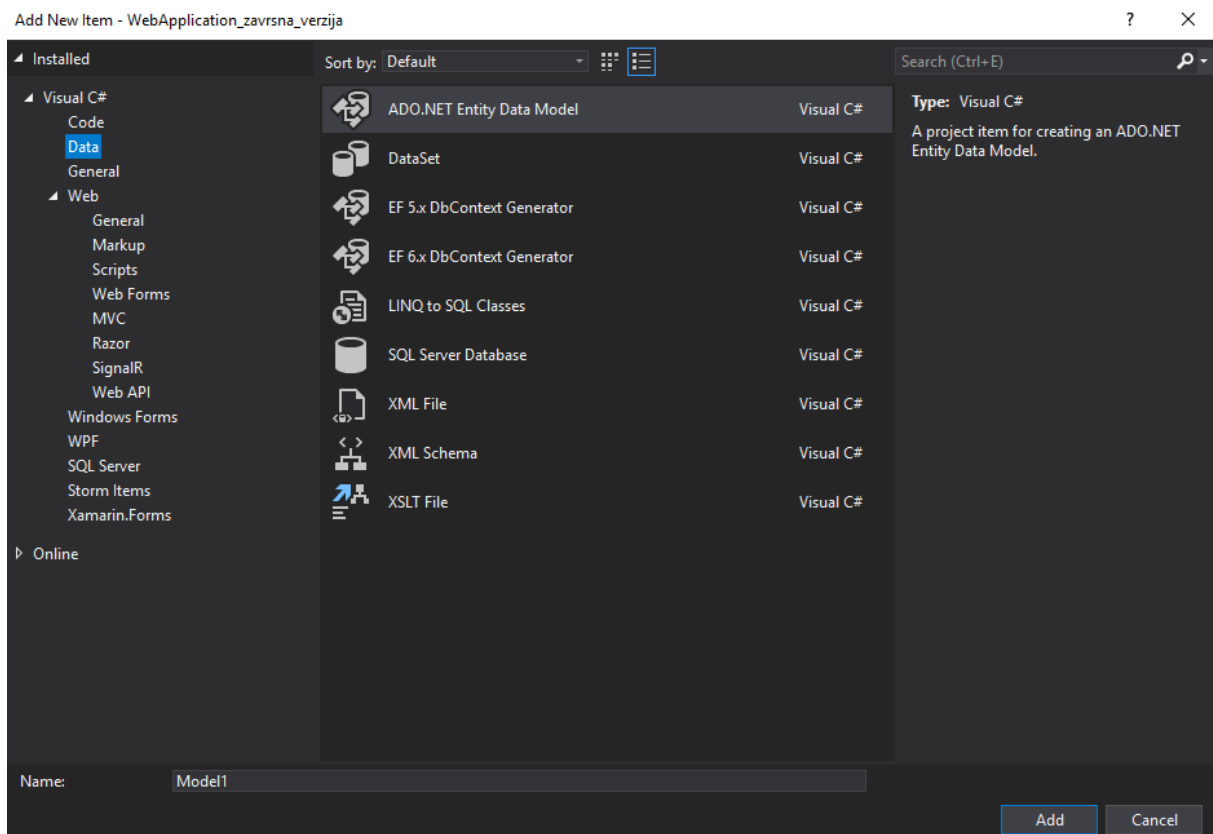 Add New Item - WebApplication_zavrsna_verzija
?
Installed
Sort by: Default
Search (Ctrl+E)
Visual C#
Code
Data
General
Web
General
Markup
Scripts
Web Forms
MVC
Razor
SignalR
Web API
Windows Forms
WPF
SQL Server
Storm Items
Xamarin.Forms
Online
ADO.NET Entity Data Model Visual C#
DataSet Visual C#
EF 5.x DbContext Generator Visual C#
EF 6.x DbContext Generator Visual C#
LINQ to SQL Classes Visual C#
SQL Server Database Visual C#
XML File Visual C#
XML Schema Visual C#
XSLT File Visual C#
Type: Visual C#
A project item for creating an ADO.NET
Entity Data Model.
Name: Model1
Add Cancel